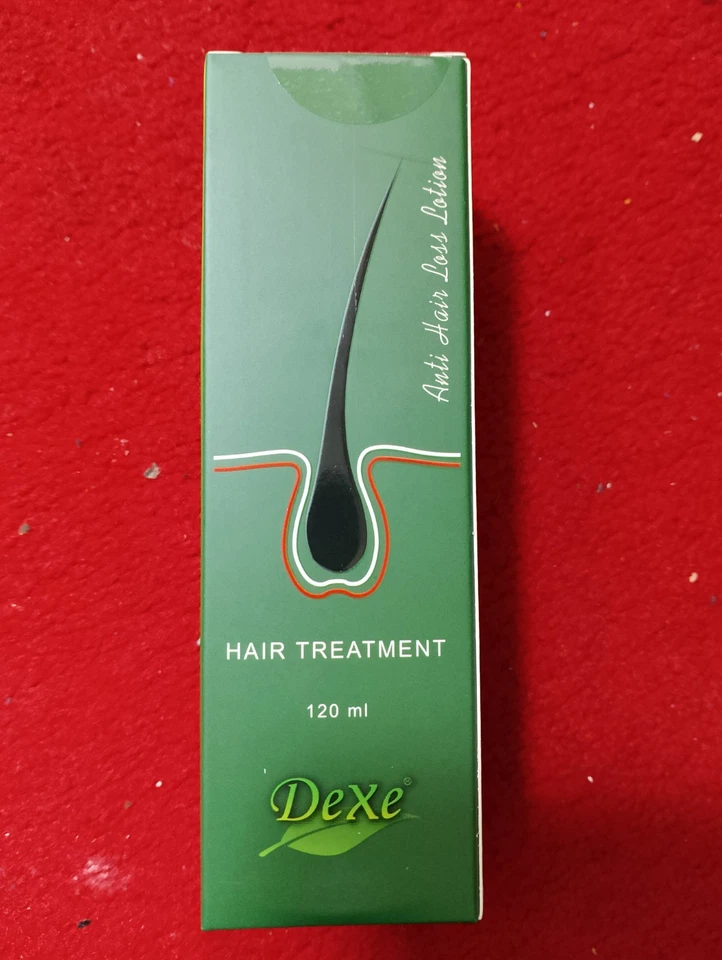 Anti Hair Loss Lotion
HAIR TREATMENT
120 ml
DeXe®